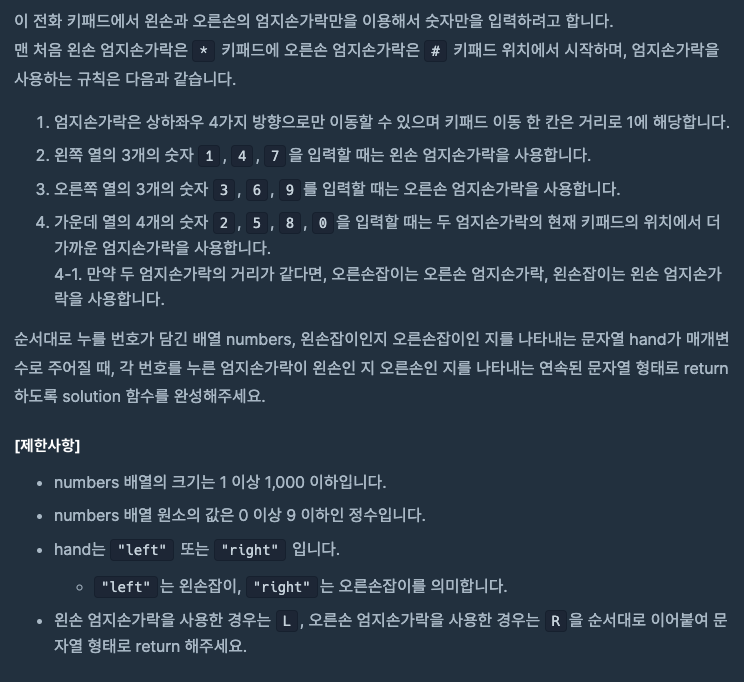 이 전화 키패드에서 왼손과 오른손의 엄지손가락만을 이용해서 숫자만을 입력하려고 합니다.
맨 처음 왼손 엄지손가락은 * 키패드에 오른손 엄지손가락은 # 키패드 위치에서 시작하며, 엄지손가락을
사용하는 규칙은 다음과 같습니다.
1. 엄지손가락은 상하좌우 4가지 방향으로만 이동할 수 있으며 키패드 이동 한 칸은 거리로 1에 해당합니다.
2. 왼쪽 열의 3개의 숫자 1, 4, 7을 입력할 때는 왼손 엄지손가락을 사용합니다.
3. 오른쪽 열의 3개의 숫자 3, 6, 9를 입력할 때는 오른손 엄지손가락을 사용합니다.
4. 가운데 열의 4개의 숫자 2, 5, 8, 0을 입력할 때는 두 엄지손가락의 현재 키패드의 위치에서 더
가까운 엄지손가락을 사용합니다.
4-1. 만약 두 엄지손가락의 거리가 같다면, 오른손잡이는 오른손 엄지손가락, 왼손잡이는 왼손 엄지손가
락을 사용합니다.
순서대로 누를 번호가 담긴 배열 numbers, 왼손잡이인지 오른손잡이인 지를 나타내는 문자열 hand가 매개변
수로 주어질 때, 각 번호를 누른 엄지손가락이 왼손인 지 오른손인 지를 나타내는 연속된 문자열 형태로 return
하도록 solution 함수를 완성해주세요.
[제한사항]
• numbers 배열의 크기는 1 이상 1,000 이하입니다.
• numbers 배열 원소의 값은 0 이상 9 이하인 정수입니다.
• hand는 "left" 또는 "right" 입니다.
◦ "left"는 왼손잡이, "right"는 오른손잡이를 의미합니다.
• 왼손 엄지손가락을 사용한 경우는 L, 오른손 엄지손가락을 사용한 경우는 R을 순서대로 이어붙여 문
자열 형태로 return 해주세요.